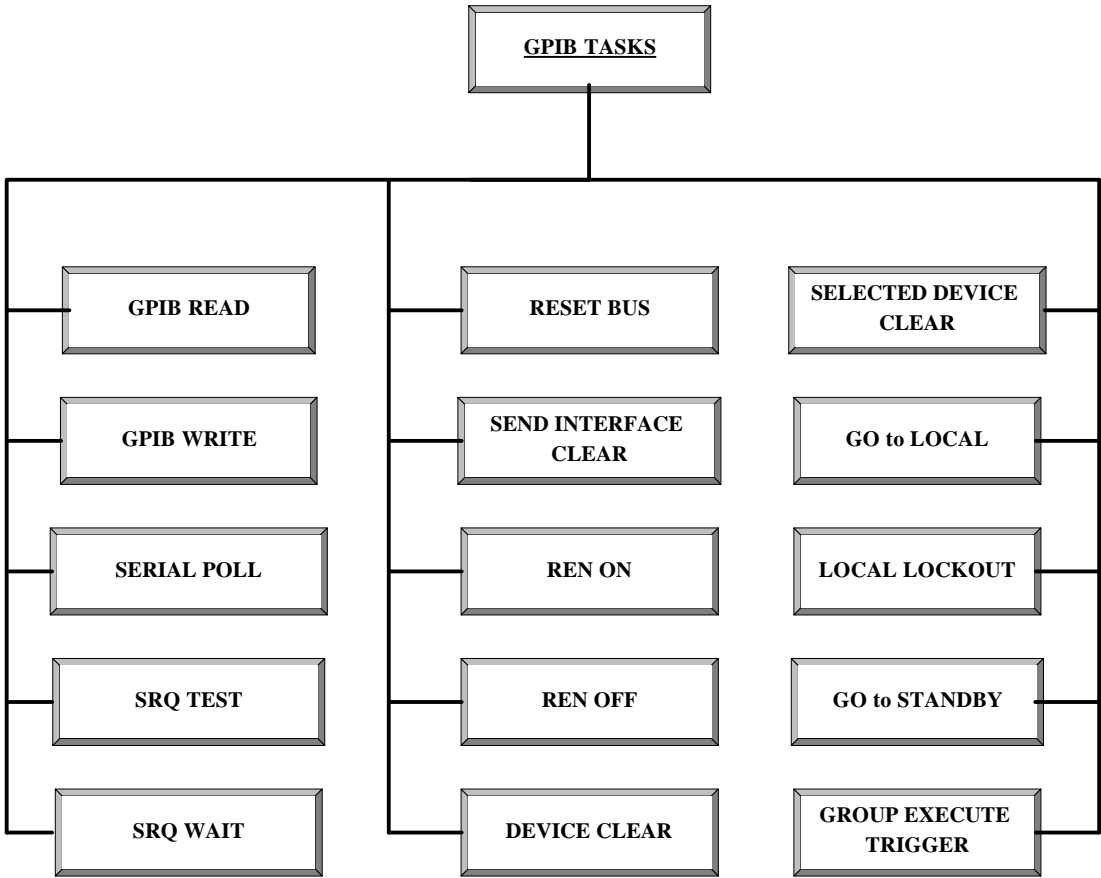 GPIB TASKS
GPIB READ
GPIB WRITE
SERIAL POLL
SRQ TEST
SRQ WAIT
RESET BUS
SEND INTERFACE
CLEAR
REN ON
REN OFF
DEVICE CLEAR
SELECTED DEVICE
CLEAR
GO to LOCAL
LOCAL LOCKOUT
GO to STANDBY
GROUP EXECUTE
TRIGGER